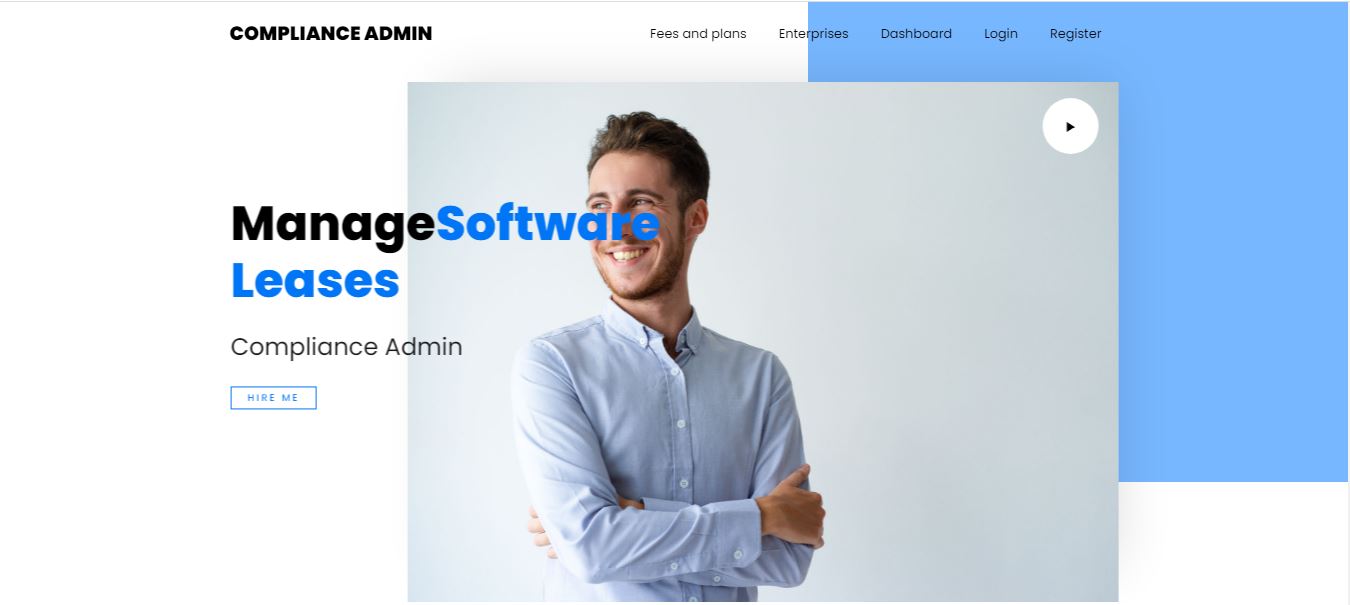 COMPLIANCE ADMIN
Fees and plans Enterprises Dashboard Login Register
ManageSoftware
Leases
Compliance Admin
HIRE ME